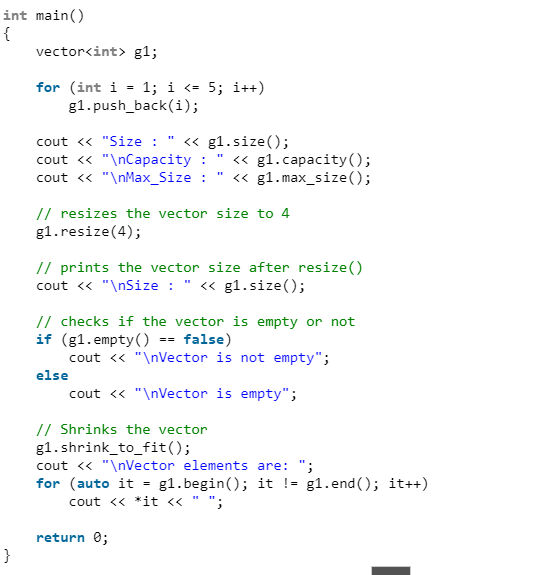 int main()
{
    vector<int> g1;
    for (int i = 1; i <= 5; i++)
        g1.push_back(i);
    cout << "Size : " << g1.size();
    cout << "\nCapacity : " << g1.capacity();
    cout << "\nMax_Size : " << g1.max_size();
    // resizes the vector size to 4
    g1.resize(4);
    // prints the vector size after resize()
    cout << "\nSize : " << g1.size();
    // checks if the vector is empty or not
    if (g1.empty() == false)
        cout << "\nVector is not empty";
    else
        cout << "\nVector is empty";
    // Shrinks the vector
    g1.shrink_to_fit();
    cout << "\nVector elements are: ";
    for (auto it = g1.begin(); it != g1.end(); it++)
        cout << *it << " ";
    return 0;
}